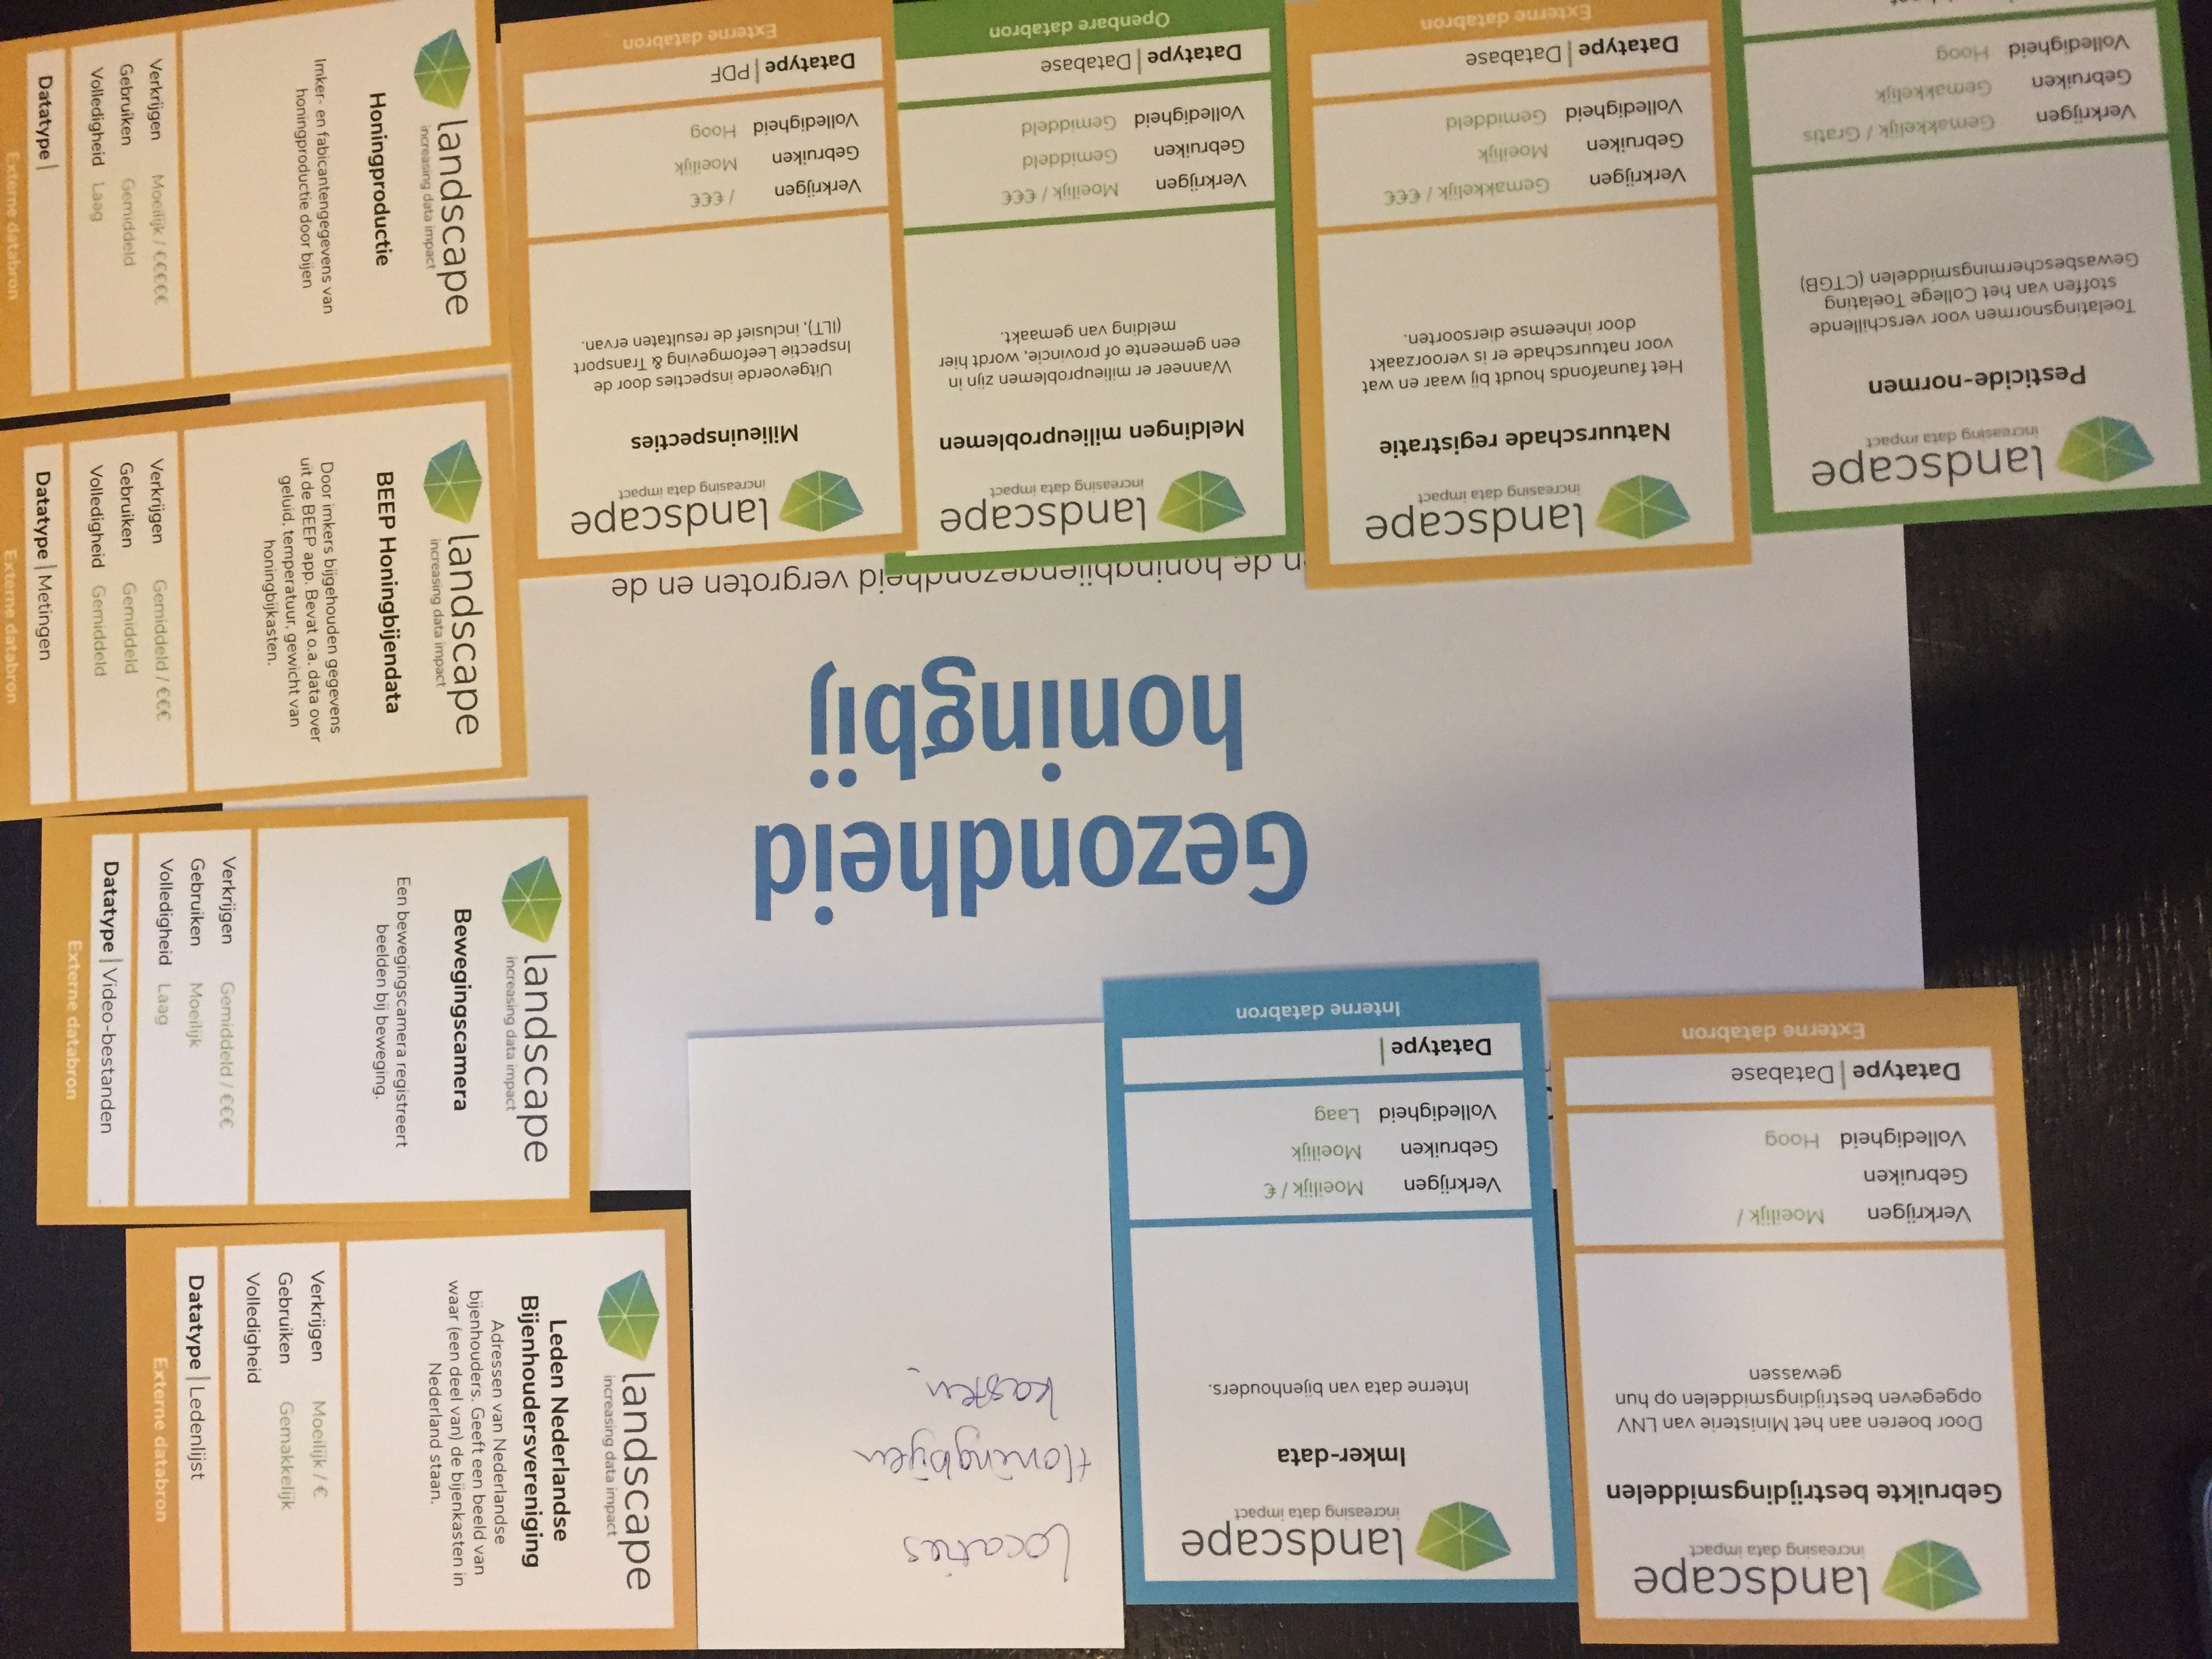 landscape
increasing data impact
Gebruikte bestrijdingsmiddelen
Door boeren aan het Ministerie van LNV
opgegeven bestrijdingsmiddelen op hun
gewassen
Verkrijgen Moeilijk /
Gebruiken
Volledigheid Hoog
Datatype | Database
Externe databron
landscape
increasing data impact
Imker-data
Interne data van bijenhouders.
Verkrijgen Moeilijk / €
Gebruiken Moeilijk
Volledigheid Laag
Datatype |
Interne databron
Locaties
Honingbijen
kasten
landscape
increasing data impact
Leden Nederlandse
Bijenhoudersvereniging
Adressen van Nederlandse
bijenhouders. Geeft een beeld van
waar (een deel van) de bijenkasten in
Nederland staan.
Verkrijgen Moeilijk / €
Gebruiken Gemakkelijk
Volledigheid
Datatype | Ledenlijst
Externe databron
landscape
increasing data impact
Bewegingscamera
Een bewegingscamera registreert
beelden bij beweging.
Verkrijgen Gemiddeld / €€€
Gebruiken Moeilijk
Volledigheid Laag
Datatype | Video-bestanden
Externe databron
landscape
increasing data impact
BEEP Honingbijendata
Door imkers bijgehouden gegevens
uit de BEEP app. Bevat o.a. data over
geluid, temperatuur, gewicht van
honingbijkasten.
Verkrijgen Gemiddeld / €€€
Gebruiken Gemiddeld
Volledigheid Gemiddeld
Datatype | Metingen
Externe databron
landscape
increasing data impact
Honingproductie
Imker- en fabicantengegevens van
honingproductie door bijen
Verkrijgen Moeilijk / €€€€€
Gebruiken Gemiddeld
Volledigheid Laag
Datatype |
Externe databron
Gezondheid
honingbij
de honingbijengezondheid vergroten en de
landscape
increasing data impact
Pesticide-normen
Toelatingsnormen voor verschillende
stoffen van het College Toelating
Gewasbeschermingsmiddelen (CTGB)
Verkrijgen Gemakkelijk / Gratis
Gebruiken Gemakkelijk
Volledigheid Hoog
landscape
increasing data impact
Natuurschade registratie
Het faunafonds houdt bij waar en wat
voor natuurschade er is veroorzaakt
door inheemse diersoorten.
Verkrijgen Gemakkelijk / €€€
Gebruiken Moeilijk
Volledigheid Gemiddeld
Datatype | Database
Externe databron
landscape
increasing data impact
Meldingen milieuproblemen
Wanneer er milieuproblemen zijn in
een gemeente of provincie, wordt hier
melding van gemaakt.
Verkrijgen Moeilijk / €€€
Gebruiken Gemiddeld
Volledigheid Gemiddeld
Datatype | Database
Openbare databron
landscape
increasing data impact
Milieuinspecties
Uitgevoerde inspecties door de
Inspectie Leefomgeving & Transport
(ILT), inclusief de resultaten ervan.
Verkrijgen / €€€
Gebruiken Moeilijk
Volledigheid Hoog
Datatype | PDF
Externe databron